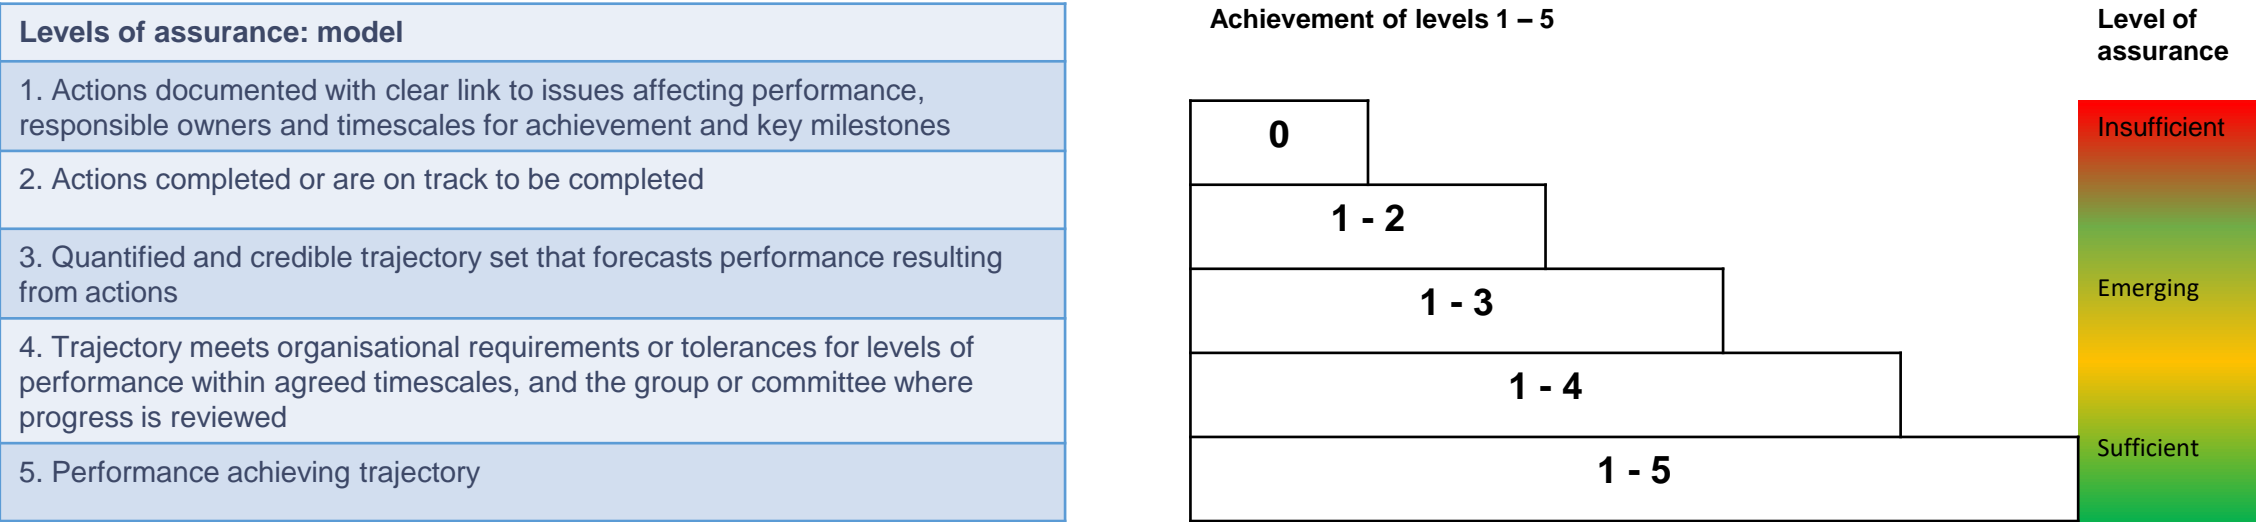 Levels of assurance: model
1. Actions documented with clear link to issues affecting performance,
responsible owners and timescales for achievement and key milestones
2. Actions completed or are on track to be completed
3. Quantified and credible trajectory set that forecasts performance resulting
from actions
4. Trajectory meets organisational requirements or tolerances for levels of
performance within agreed timescales, and the group or committee where
progress is reviewed
5. Performance achieving trajectory
Achievement of levels 1 – 5
0
1 - 2
1 - 3
1 - 4
1 - 5
Level of
assurance
Insufficient
Emerging
Sufficient